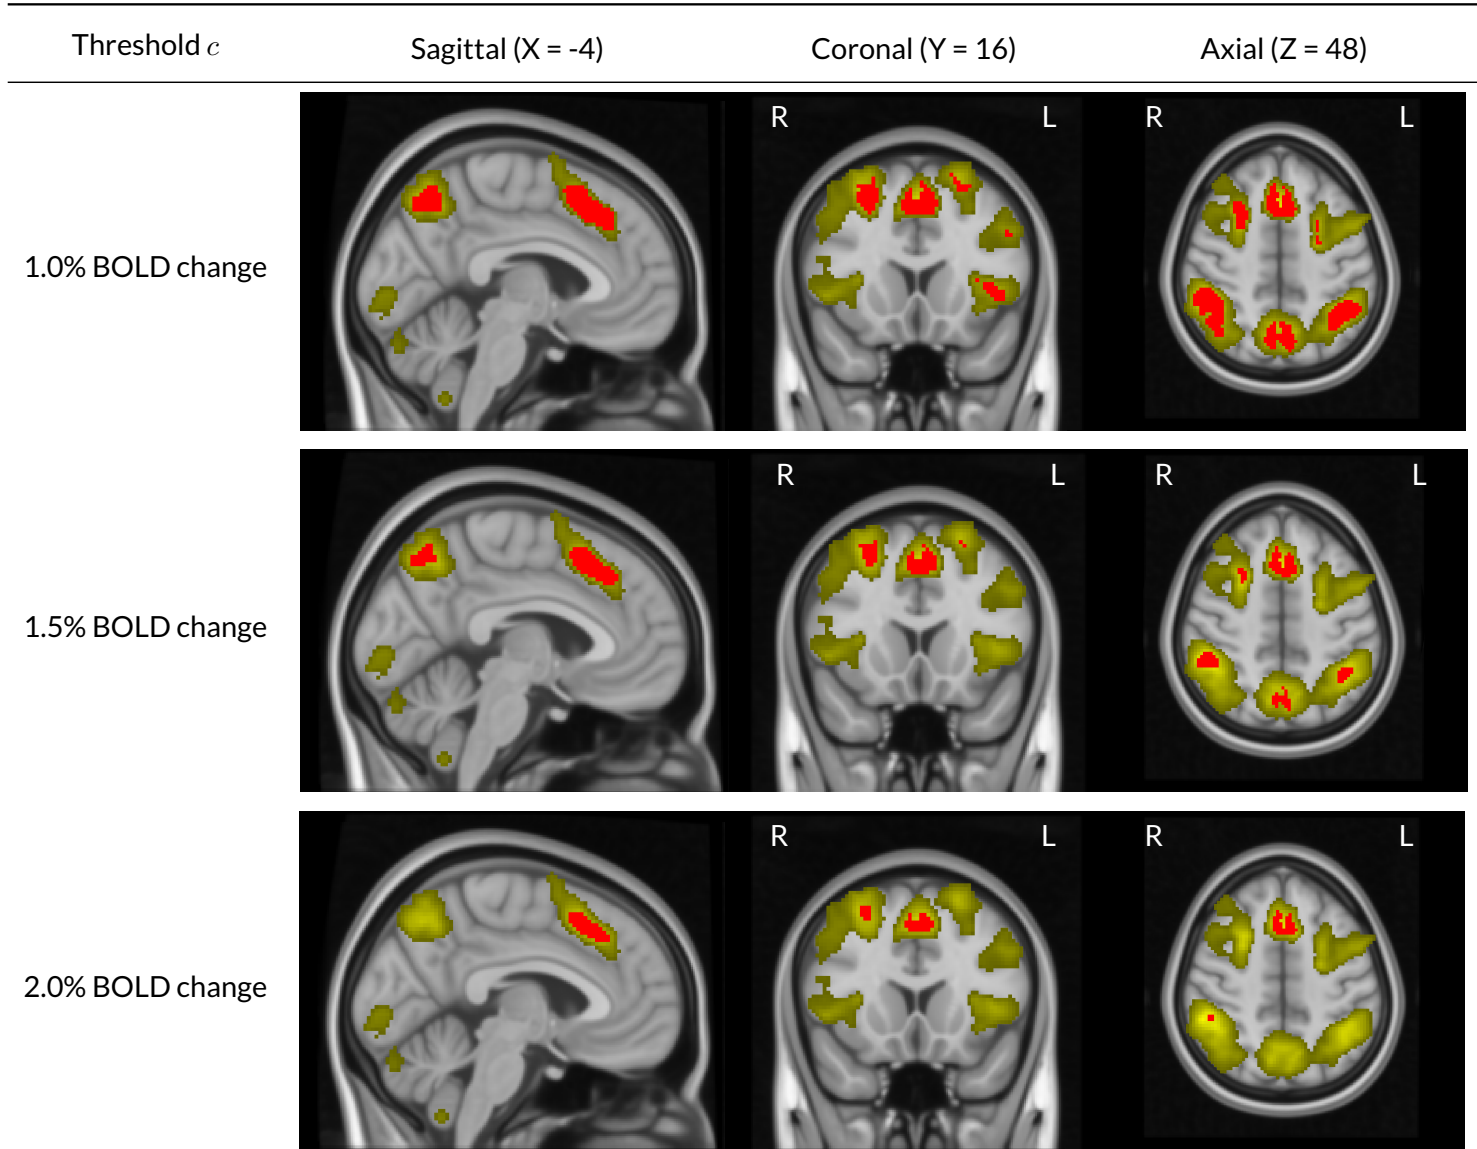 Threshold c Sagittal (X = -4) Coronal (Y = 16) Axial (Z = 48)
1.0% BOLD change R L R L
1.5% BOLD change R L R L
2.0% BOLD change R L R L